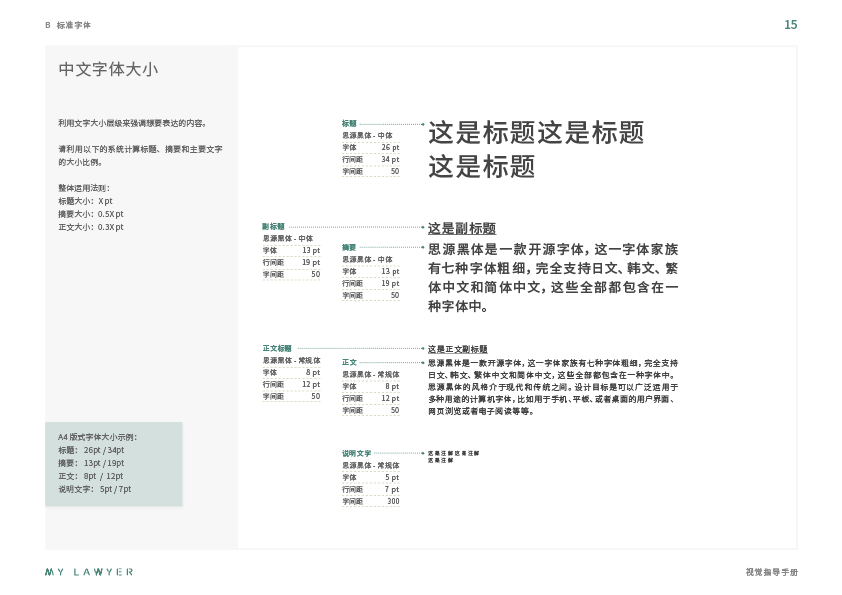 B 标准字体
15
中文字体大小
利用文字大小层级来强调想要表达的内容。
请利用以下的系统计算标题、摘要和主要文字
的大小比例。
整体运用法则：
标题大小：X pt
摘要大小：0.5X pt
正文大小：0.3X pt
A4 版式字体大小示例：
标题： 26pt / 34pt
摘要： 13pt / 19pt
正文： 8pt / 12pt
说明文字： 5pt / 7pt
标题
思源黑体 - 中体
字体 26 pt
行间距 34 pt
字间距 50
这是标题这是标题
这是标题
副标题
思源黑体 - 中体
字体 13 pt
行间距 19 pt
字间距 50
摘要
思源黑体 - 中体
字体 13 pt
行间距 19 pt
字间距 50
这是副标题
思源黑体是一款开源字体，这一字体家族
有七种字体粗细，完全支持日文、韩文、繁
体中文和简体中文，这些全部都包含在一
种字体中。
正文标题
思源黑体 - 常规体
字体 8 pt
行间距 12 pt
字间距 50
正文
思源黑体 - 常规体
字体 8 pt
行间距 12 pt
字间距 50
这是正文副标题
思源黑体是一款开源字体，这一字体家族有七种字体粗细，完全支持
日文、韩文、繁体中文和简体中文，这些全部都包含在一种字体中。
思源黑体的风格介于现代和传统之间。设计目标是可以广泛运用于
多种用途的计算机字体，比如用于手机、平板、或者桌面的用户界面、
网页浏览或者电子阅读等等。
说明文字
思源黑体 - 常规体
字体 5 pt
行间距 7 pt
字间距 300
这是注解这是注解
这是注解
MY LAWYER
视觉指导手册